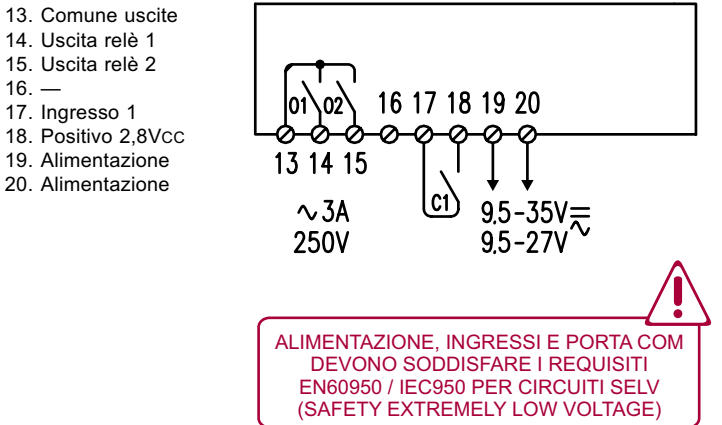 13. Comune uscite
14. Uscita relè 1
15. Uscita relè 2
16. —
17. Ingresso 1
18. Positivo 2,8Vcc
19. Alimentazione
20. Alimentazione
01 02 16 17 18 19 20
13 14 15
C1
∿ 3A
250V
9,5-35V⎓
9,5-27V∿
!
ALIMENTAZIONE, INGRESSI E PORTA COM
DEVONO SODDISFARE I REQUISITI
EN60950 / IEC950 PER CIRCUITI SELV
(SAFETY EXTREMELY LOW VOLTAGE)